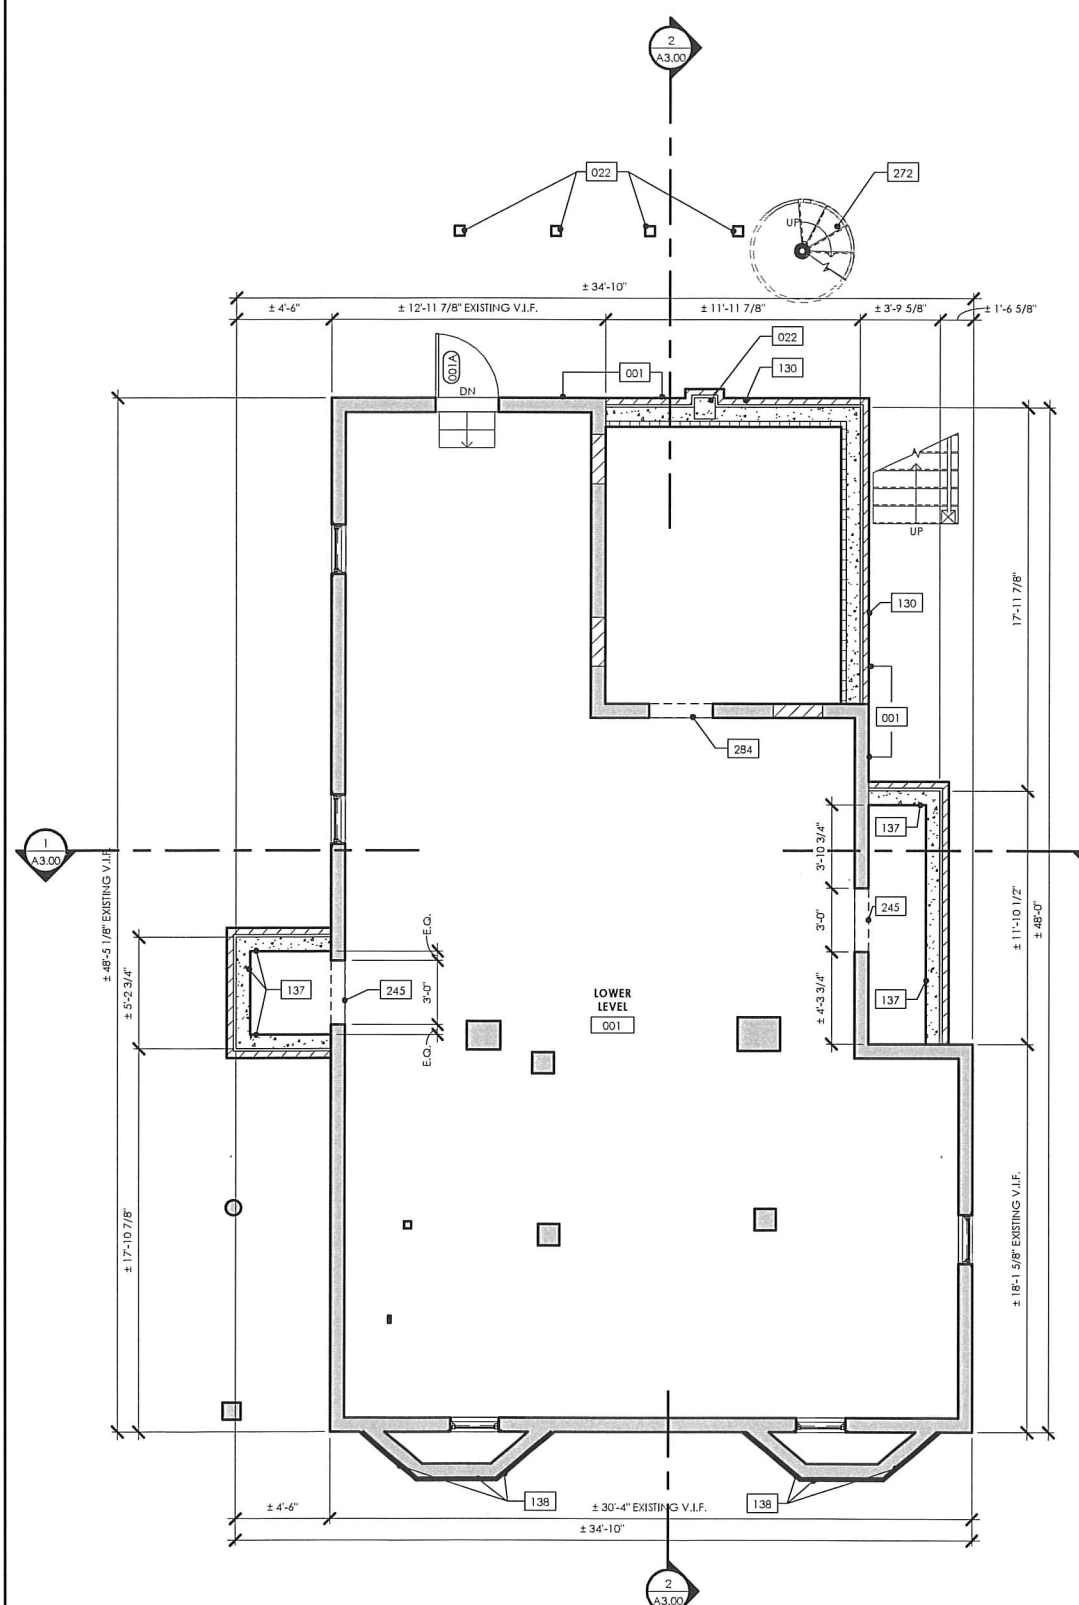 2
A3.00
022
272
UP
± 34'-10"
± 4'-6"
± 12'-11 7/8" EXISTING V.I.F.
± 11'-11 7/8"
± 3'-9 5/8"
± 1'-6 5/8"
022
001
130
001A
DN
UP
17'-11 7/8"
130
001
284
137
3'-10 3/4"
1
A3.00
± 48'-5 1/8" EXISTING V.I.F.
245
3'-0"
± 11'-10 1/2"
± 48'-0"
E.Q.
± 5'-2 3/4"
137
245
3'-0"
LOWER
LEVEL
001
137
± 4'-3 3/4"
E.Q.
± 17'-10 7/8"
± 18'-1 5/8" EXISTING V.I.F.
138
138
± 4'-6"
± 30'-4" EXISTING V.I.F.
± 34'-10"
2
A3.00